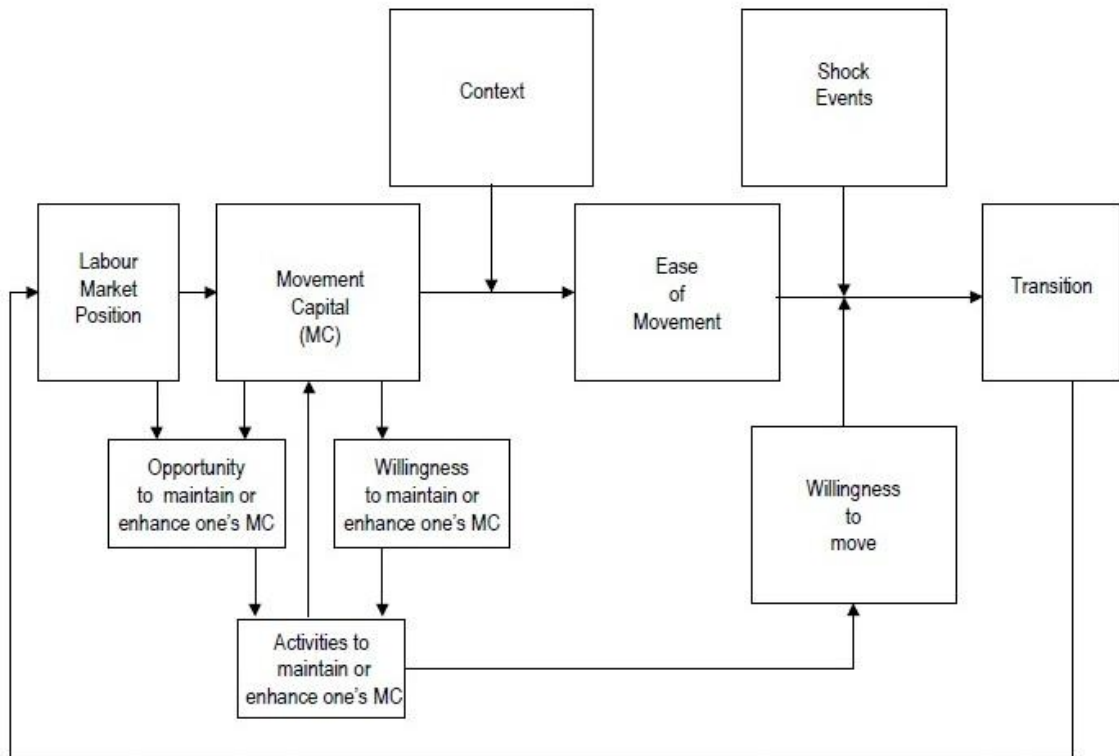 Context
Shock
Events
Labour
Market
Position
Movement
Capital
(MC)
Ease
of
Movement
Transition
Opportunity
to maintain or
enhance one's MC
Willingness
to maintain or
enhance one's MC
Willingness
to
move
Activities to
maintain or
enhance one's MC